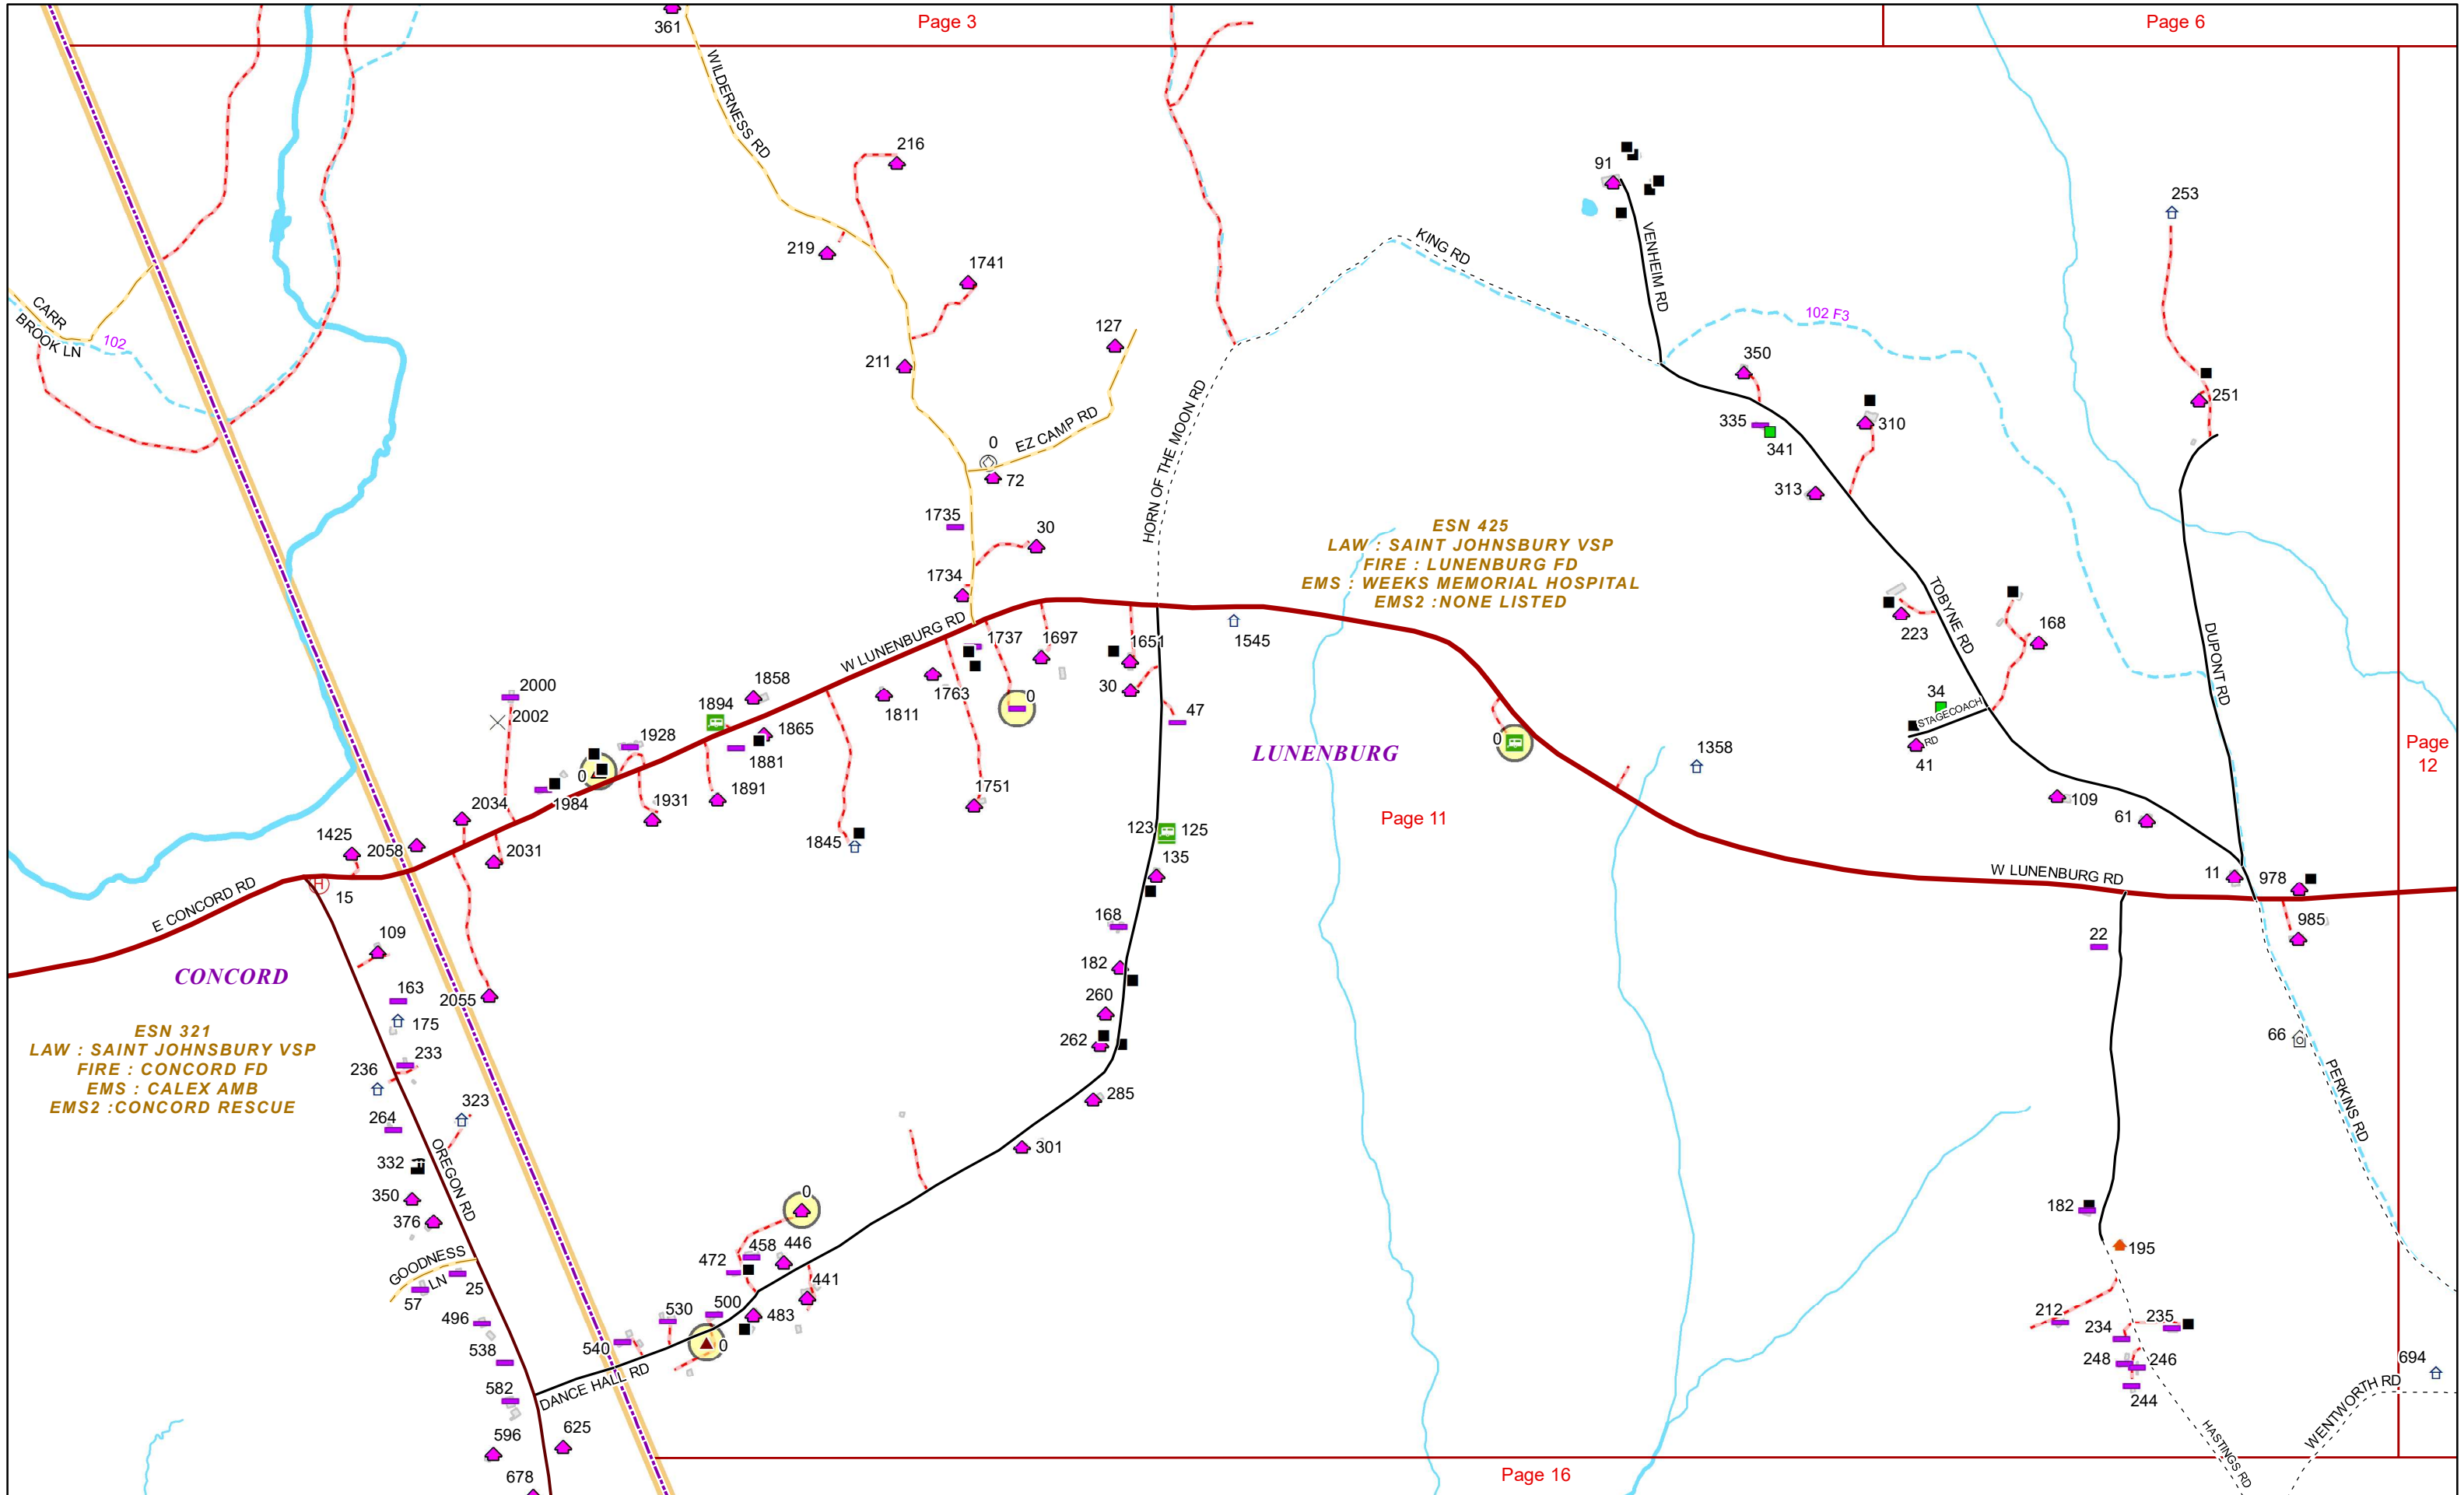 361
Page 3
Page 6
WILDERNESS RD
216
91
253
219
KING RD
1741
VENHEIM RD
CARR
BROOK LN
102
102 F3
127
350
211
251
HORN OF THE MOON RD
EZ CAMP RD
0
335
341
310
72
313
1735
30
ESN 425
LAW : SAINT JOHNSBURY VSP
FIRE : LUNENBURG FD
EMS : WEEKS MEMORIAL HOSPITAL
EMS2 :NONE LISTED
1734
TOBYNE RD
W LUNENBURG RD
1737
1697
1651
1545
223
168
DUPONT RD
2000
1858
1763
30
34
1894
1811
0
47
STAGECOACH
RD
2002
1928
1865
0
LUNENBURG
1358
41
Page
12
1881
0
1984
1891
1751
109
2034
1931
123
125
Page 11
61
1425
2058
2031
1845
135
W LUNENBURG RD
11
978
15
E CONCORD RD
168
985
109
22
CONCORD
182
163
2055
260
175
66
ESN 321
LAW : SAINT JOHNSBURY VSP
FIRE : CONCORD FD
EMS : CALEX AMB
EMS2 :CONCORD RESCUE
233
262
236
PERKINS RD
285
323
264
OREGON RD
301
332
350
0
182
376
458
446
195
GOODNESS
LN
472
25
441
57
500
212
235
496
530
483
234
540
0
538
248
246
694
DANCE HALL RD
582
244
WENTWORTH RD
625
596
HASTINGS RD
678
Page 16